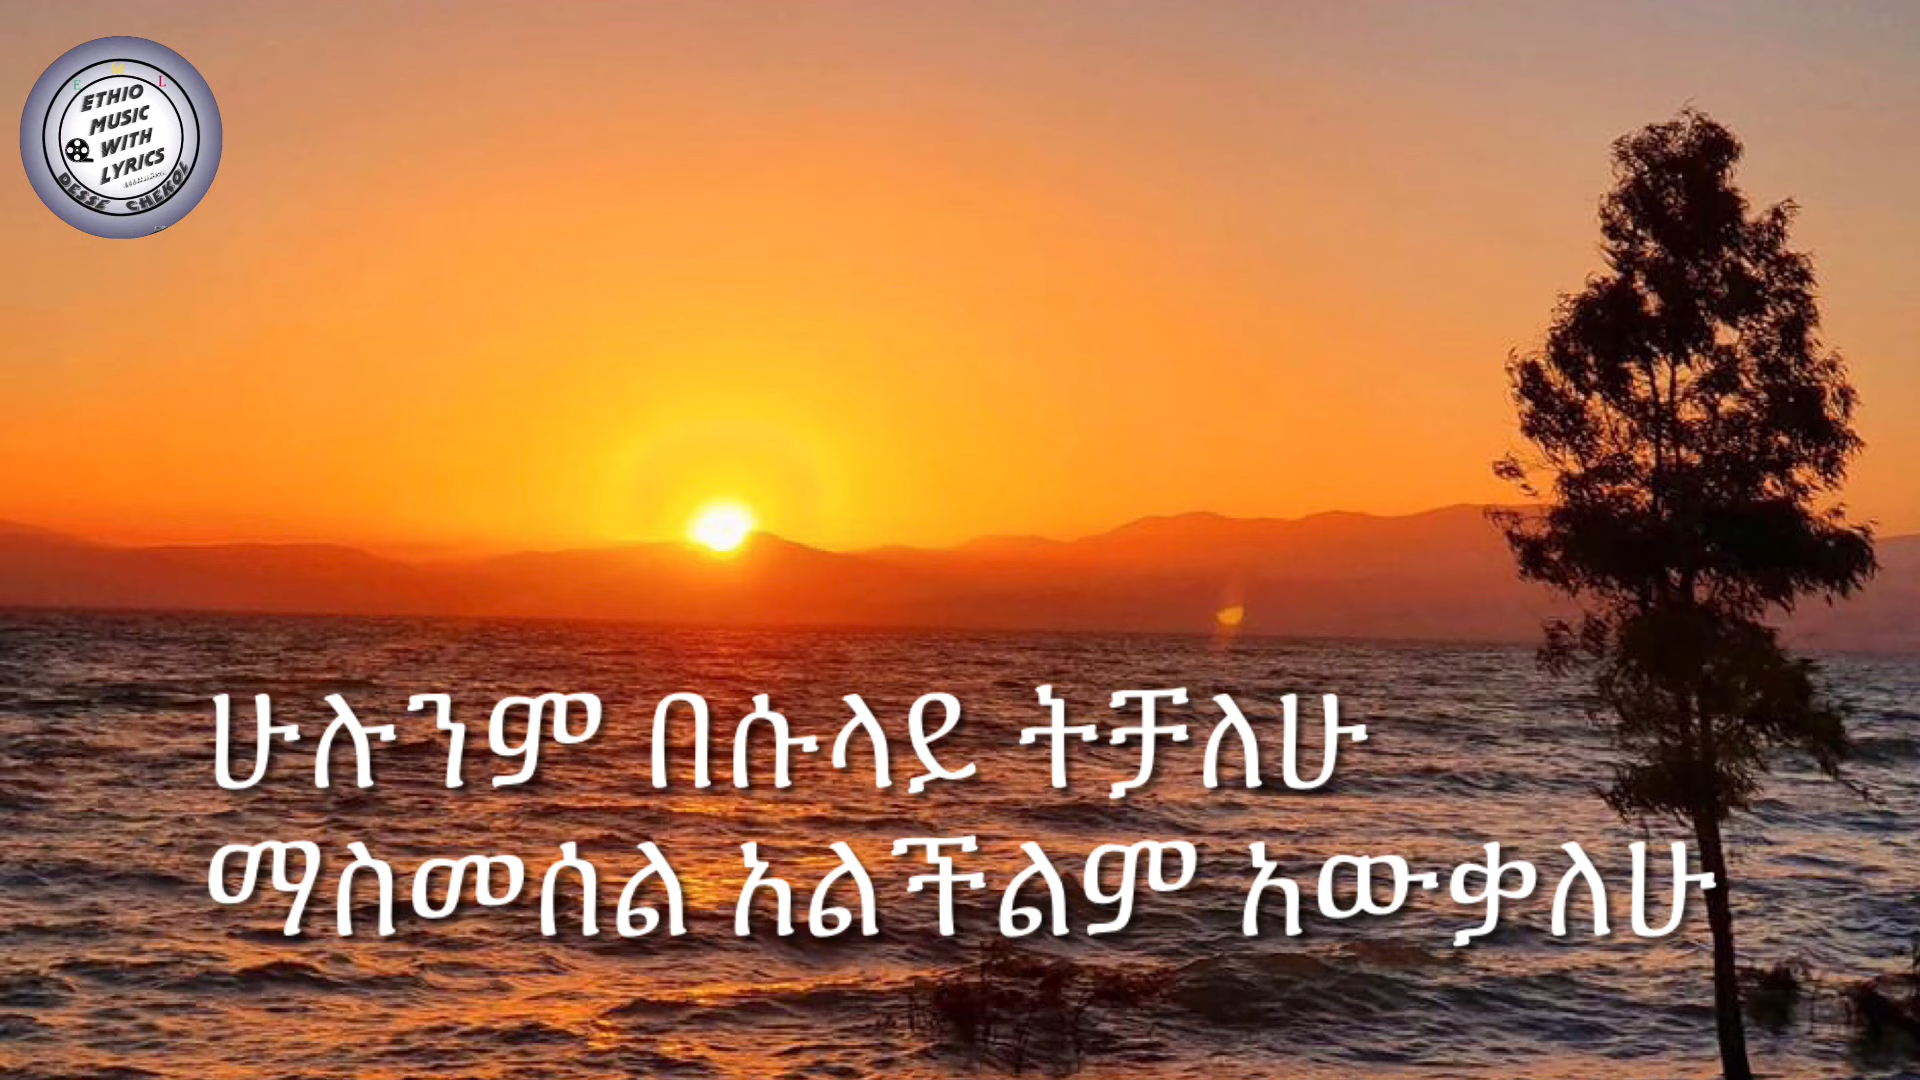 E M L
ETHIO
MUSIC
WITH
LYRICS
DESSE CHEKOL
ሁሉንም በሱላይ ትቻለሁ
ማስመሰል አልችልም አውቃለሁ